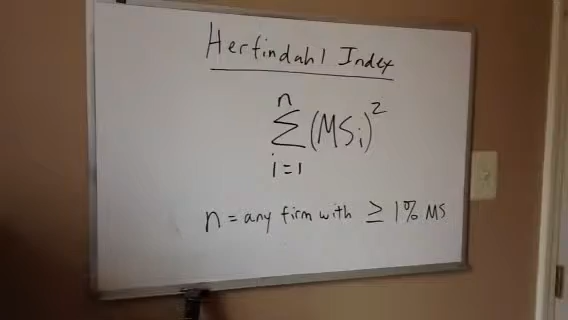 Herfindahl Index
n
Σ (MSi)²
i=1
n = any firm with ≥ 1% MS